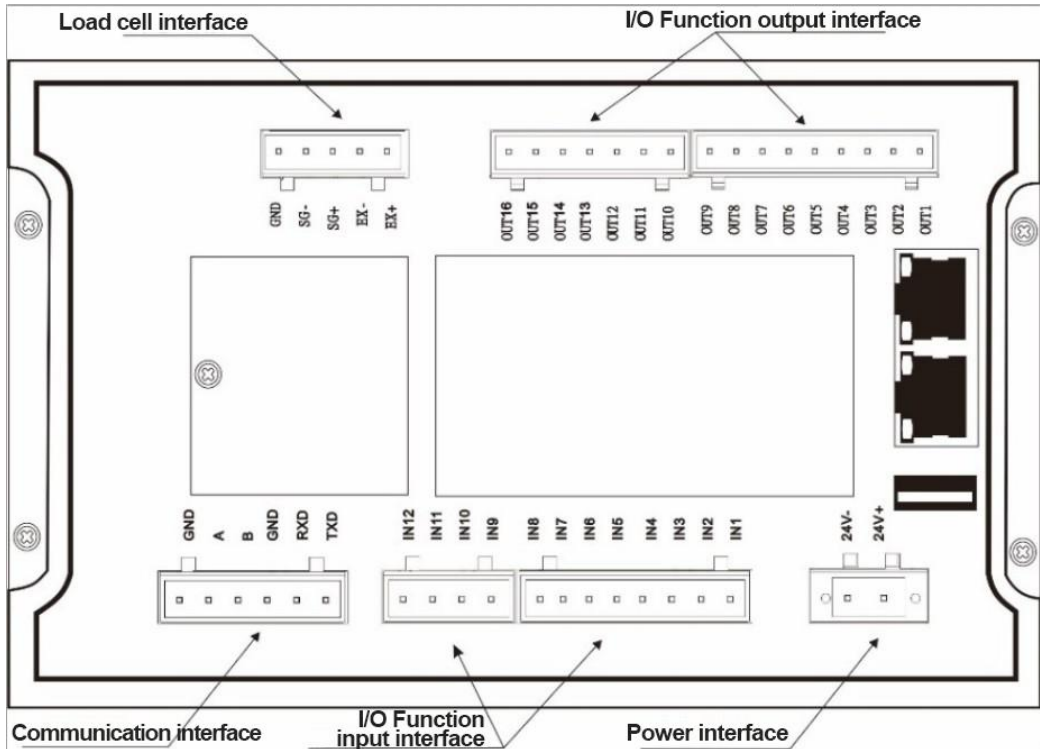 Load cell interface
I/O Function output interface
GND SG- SG+ EX- EX+
OUT16 OUT15 OUT14 OUT13 OUT12 OUT11 OUT10
OUT9 OUT8 OUT7 OUT6 OUT5 OUT4 OUT3 OUT2 OUT1
GND A B GND RXD TXD
IN12 IN11 IN10 IN9
IN8 IN7 IN6 IN5 IN4 IN3 IN2 IN1
24V- 24V+
Communication interface
I/O Function
input interface
Power interface